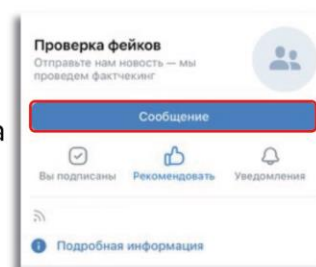 Проверка фейков
Отправьте нам новость — мы
проведем фактчекинг
Сообщение
а
Вы подписаны Рекомендовать Уведомления
Подробная информация